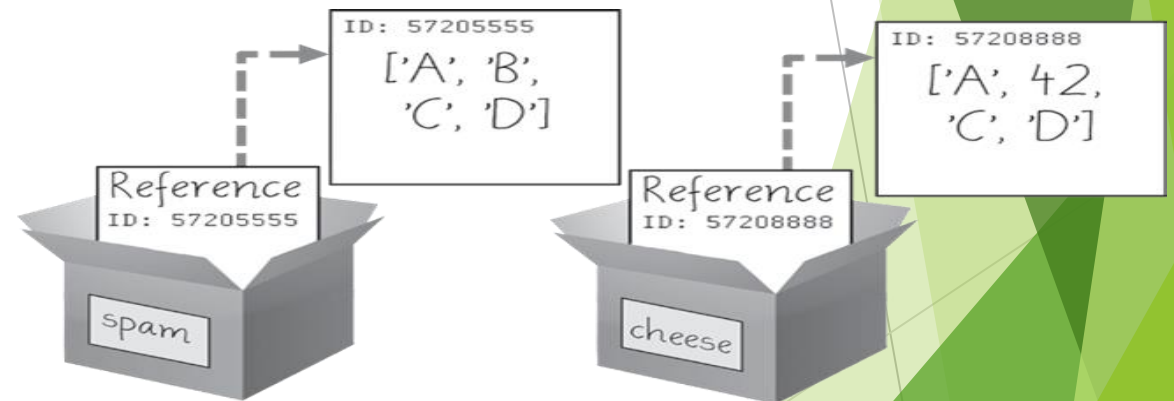 ID: 57205555
['A', 'B',
'C', 'D']
Reference
ID: 57205555
spam
ID: 57208888
['A', 42,
'C', 'D']
Reference
ID: 57208888
cheese